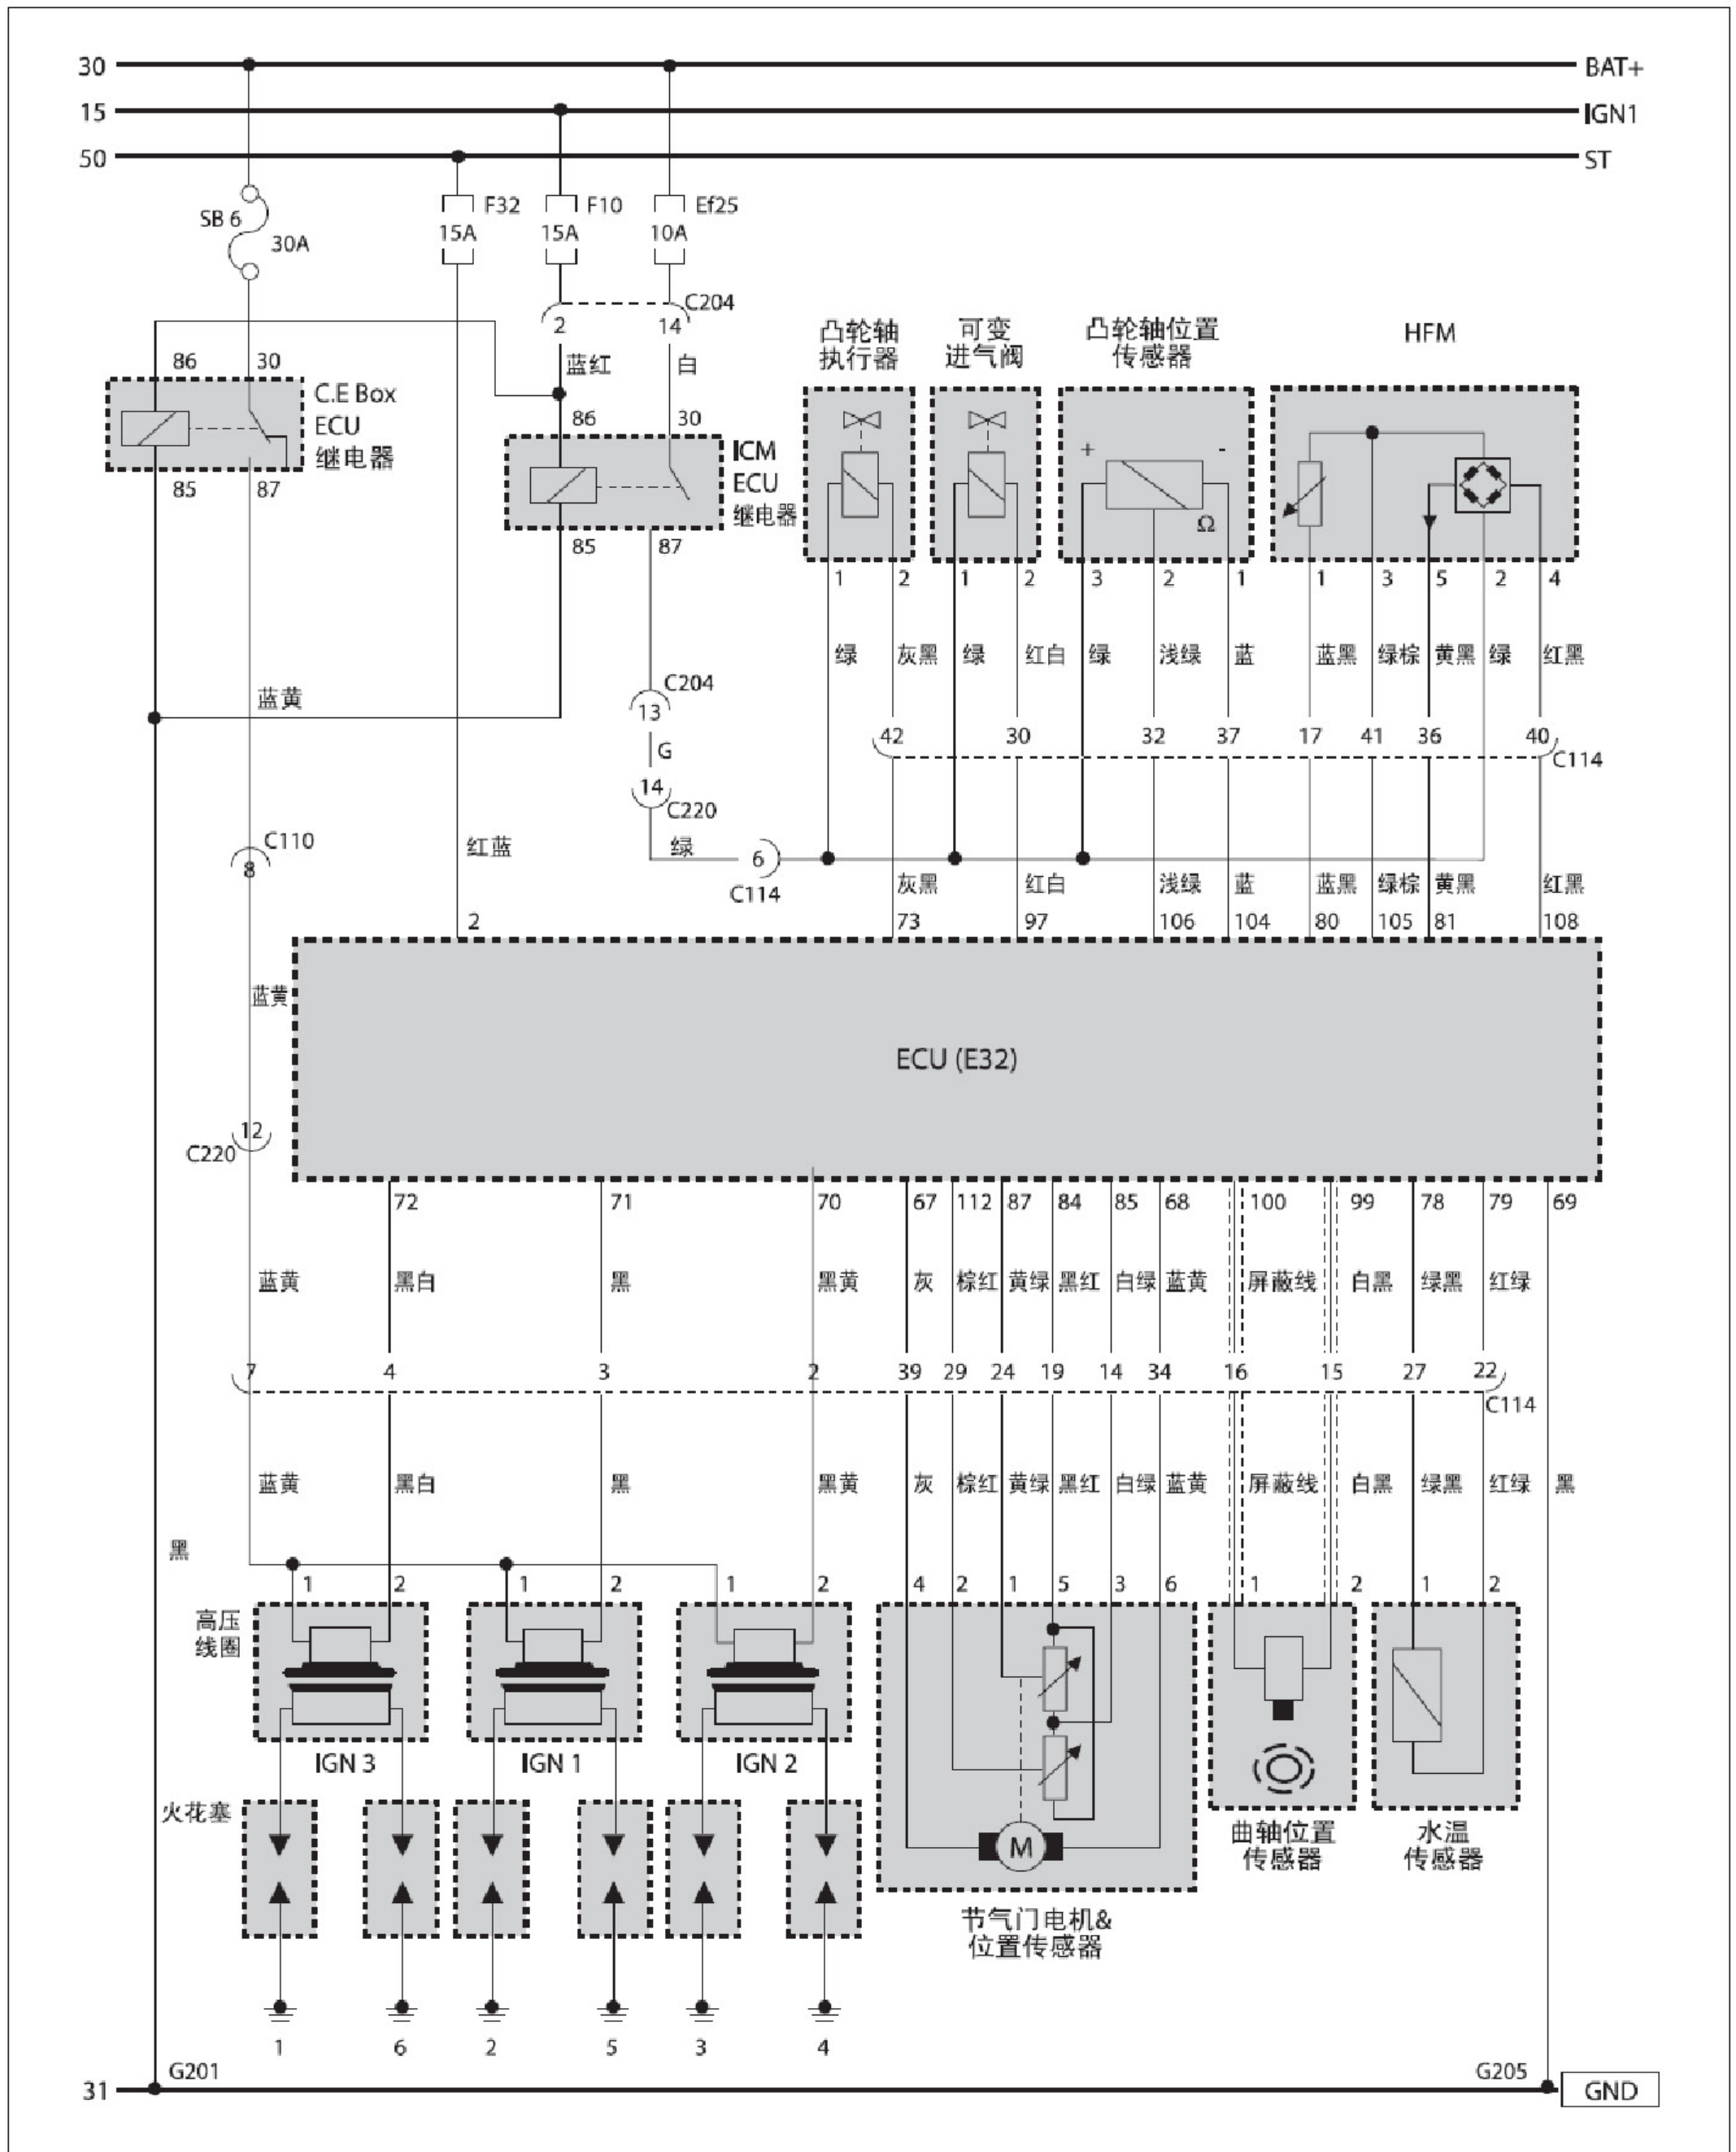 30 BAT+
15 IGN1
50 ST
SB 6 30A
F32 F10 Ef25
15A 15A 10A
C204
2 14
蓝红 白
86 30
C.E Box
ECU
继电器
85 87
86 30
ICM
ECU
继电器
85 87
凸轮轴
执行器
可变
进气阀
凸轮轴位置
传感器
HFM
+ -
Ω
1 2 1 2 3 2 1 1 3 5 2 4
绿 灰黑 绿 红白 绿 浅绿 蓝 蓝黑 绿棕 黄黑 绿 红黑
蓝黄
C204
13
G
14
C220
42 30 32 37 17 41 36 40
C114
C110
8
红蓝
绿
6
C114
灰黑 红白 浅绿 蓝 蓝黑 绿棕 黄黑 红黑
2 73 97 106 104 80 105 81 108
蓝黄
ECU (E32)
12
C220
72 71 70 67 112 87 84 85 68 100 99 78 79 69
蓝黄 黑白 黑 黑黄 灰 棕红 黄绿 黑红 白绿 蓝黄 屏蔽线 白黑 绿黑 红绿
7 4 3 2 39 29 24 19 14 34 16 15 27 22
C114
蓝黄 黑白 黑 黑黄 灰 棕红 黄绿 黑红 白绿 蓝黄 屏蔽线 白黑 绿黑 红绿 黑
黑
1 2 1 2 1 2 4 2 1 5 3 6 1 2 1 2
高压
线圈
IGN 3 IGN 1 IGN 2
火花塞
M
曲轴位置
传感器
水温
传感器
节气门电机&
位置传感器
1 6 2 5 3 4
G201 G205
31 GND